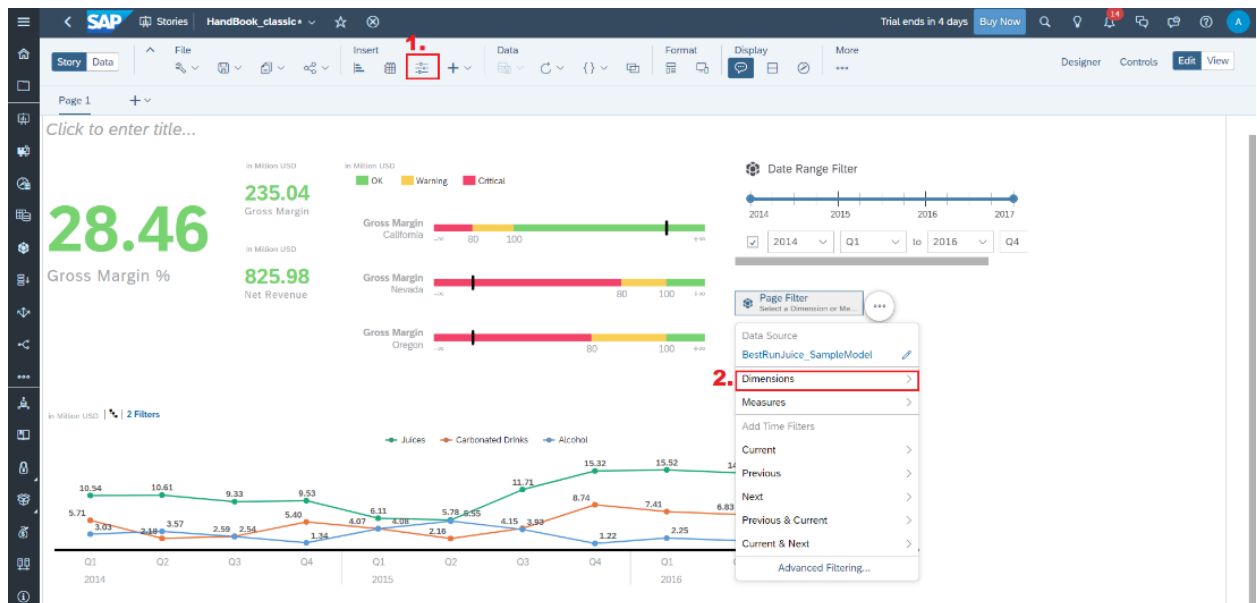 SAP Stories HandBook_classic* Trial ends in 4 days Buy Now 14 A
1.
Story Data File Insert Data Format Display More
Designer Controls Edit View
Page 1
Click to enter title...
in Million USD
235.04
Gross Margin
in Million USD
825.98
Net Revenue
28.46
Gross Margin %
in Million USD
OK Warning Critical
Gross Margin
California
80 100
Gross Margin
Nevada
80 100
Gross Margin
Oregon
80 100
Date Range Filter
2014 2015 2016 2017
2014 Q1 to 2016 Q4
Page Filter
Select a Dimension or Me...
Data Source
BestRunJuice_SampleModel
2.
Dimensions
Measures
Add Time Filters
Current
Previous
Next
Previous & Current
Current & Next
Advanced Filtering...
in Million USD 2 Filters
Juices Carbonated Drinks Alcohol
10.54 10.61 9.33 9.53 6.11 5.78 11.71 15.32 15.52 14
5.71 2.18 2.59 5.40 4.07 2.16 4.15 8.74 7.41 6.83
3.03 3.57 2.54 1.34 4.08 3.93 1.22 2.25
Q1 Q2 Q3 Q4 Q1 Q2 Q3 Q4 Q1
2014 2015 2016